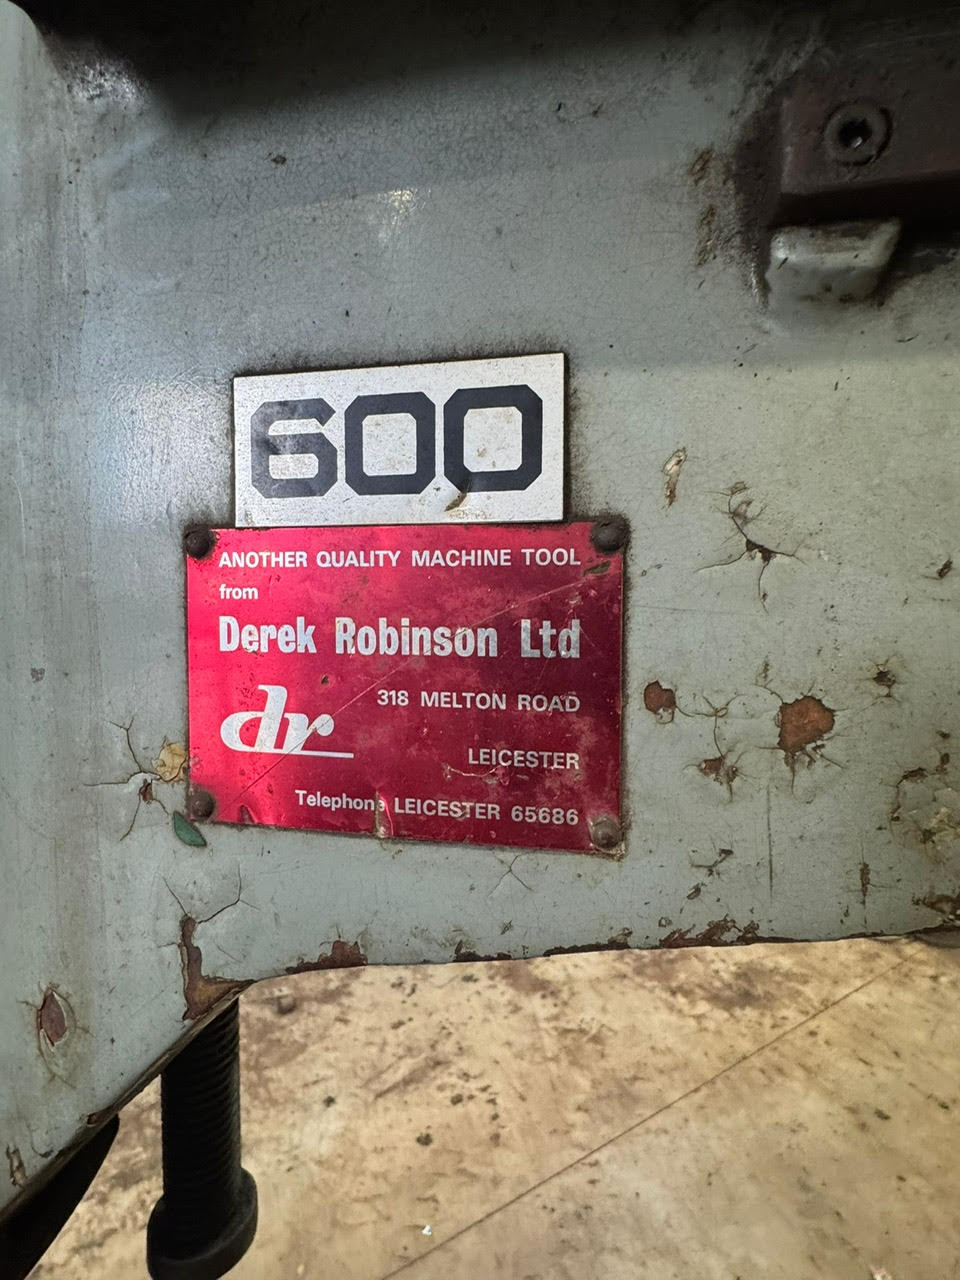 600
ANOTHER QUALITY MACHINE TOOL
from
Derek Robinson Ltd
dr
318 MELTON ROAD
LEICESTER
Telephone LEICESTER 65686